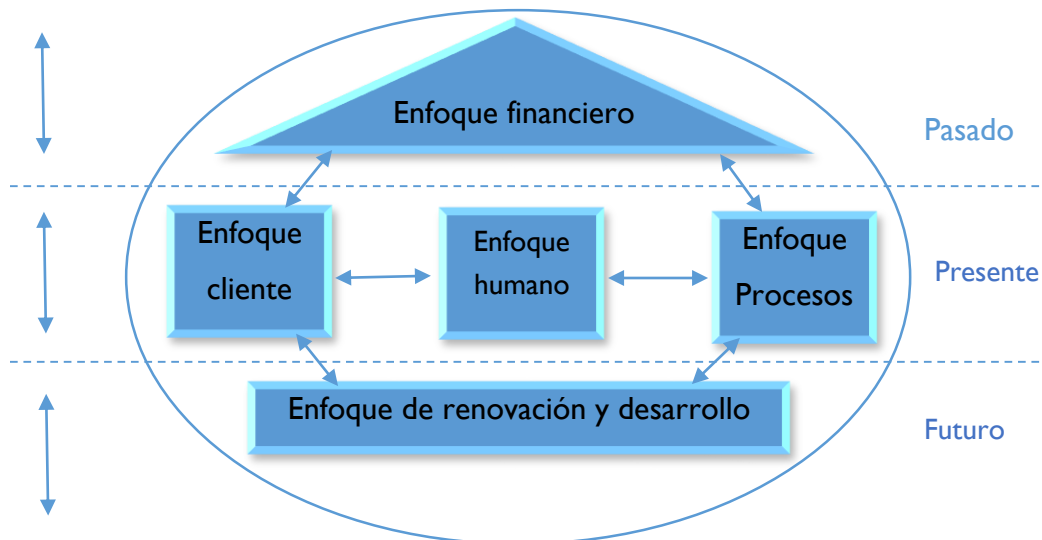 Enfoque financiero
Pasado
Enfoque
cliente
Enfoque
humano
Enfoque
Procesos
Presente
Enfoque de renovación y desarrollo
Futuro